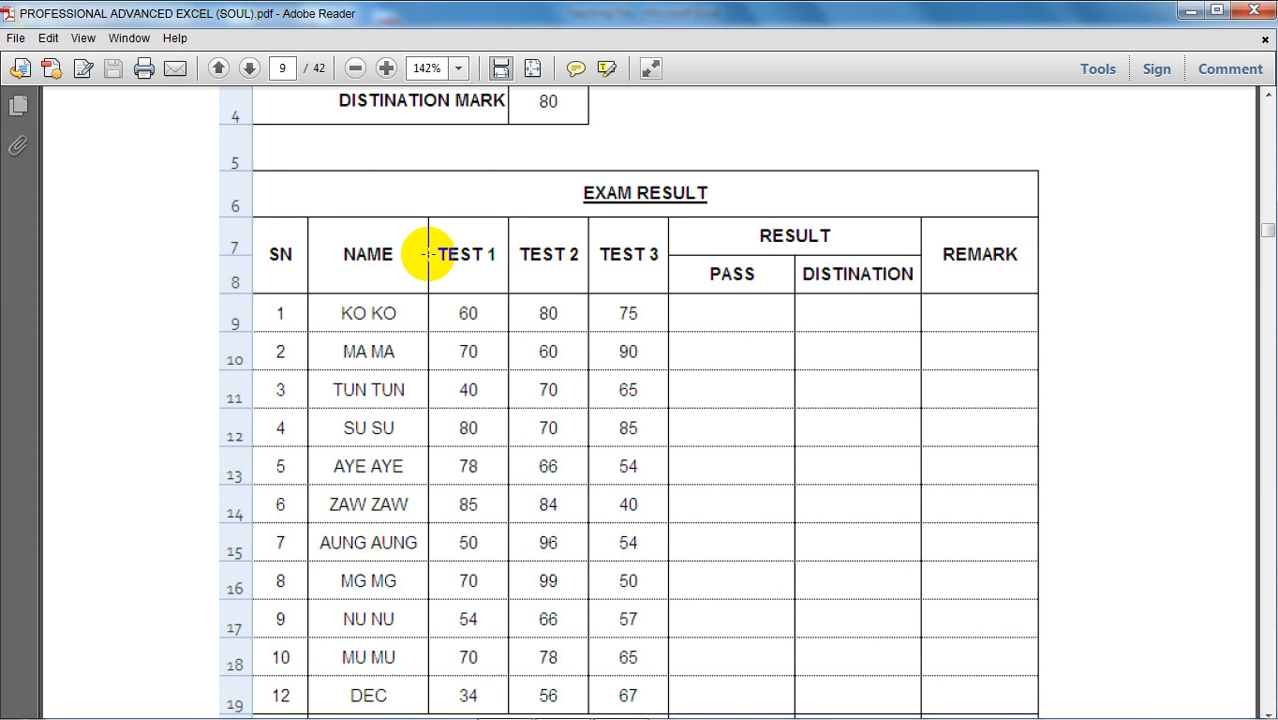 PROFESSIONAL ADVANCED EXCEL (SOUL).pdf - Adobe Reader
File Edit View Window Help
9 / 42 142% Tools Sign Comment
4 DISTINATION MARK 80
5
6 EXAM RESULT
7 SN NAME TEST 1 TEST 2 TEST 3 RESULT REMARK
8 PASS DISTINATION
9 1 KO KO 60 80 75
10 2 MA MA 70 60 90
11 3 TUN TUN 40 70 65
12 4 SU SU 80 70 85
13 5 AYE AYE 78 66 54
14 6 ZAW ZAW 85 84 40
15 7 AUNG AUNG 50 96 54
16 8 MG MG 70 99 50
17 9 NU NU 54 66 57
18 10 MU MU 70 78 65
19 12 DEC 34 56 67